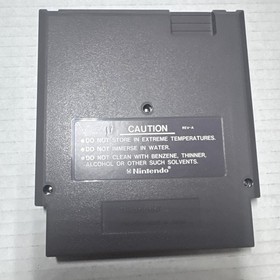 CAUTION REV-A
●DO NOT STORE IN EXTREME TEMPERATURES.
●DO NOT IMMERSE IN WATER.
●DO NOT CLEAN WITH BENZENE, THINNER,
ALCOHOL OR OTHER SUCH SOLVENTS.
Nintendo®